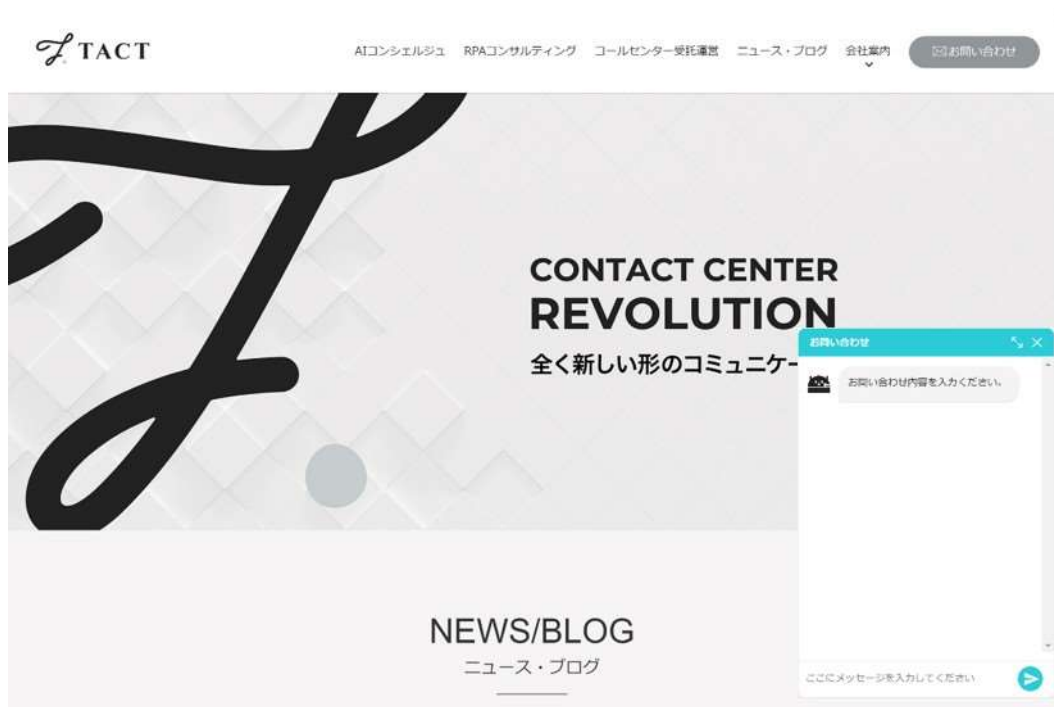 TACT
AIコンシェルジュ RPAコンサルティング コールセンター受託運営 ニュース・ブログ 会社案内 お問い合わせ
CONTACT CENTER
REVOLUTION
全く新しい形のコミュニケー
お問い合わせ
お問い合わせ内容を入力ください。
NEWS/BLOG
ニュース・ブログ
ここにメッセージを入力してください